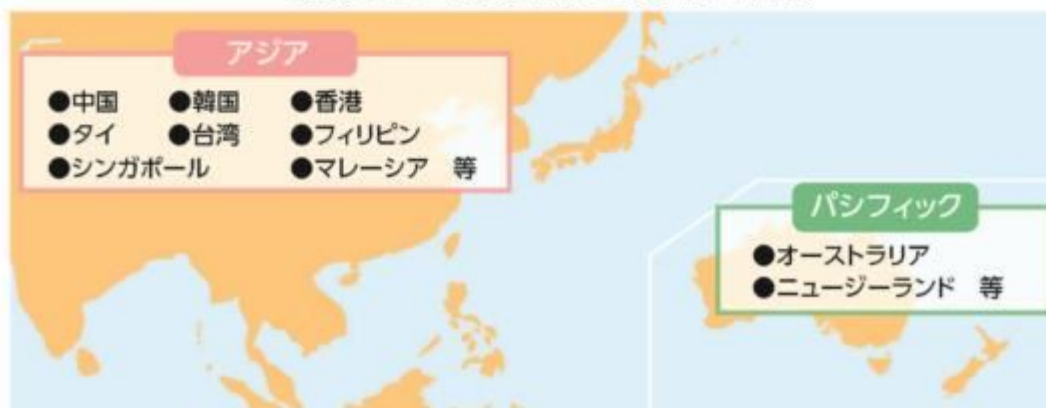 アジア
●中国 ●韓国 ●香港
●タイ ●台湾 ●フィリピン
●シンガポール ●マレーシア 等
パシフィック
●オーストラリア
●ニュージーランド 等